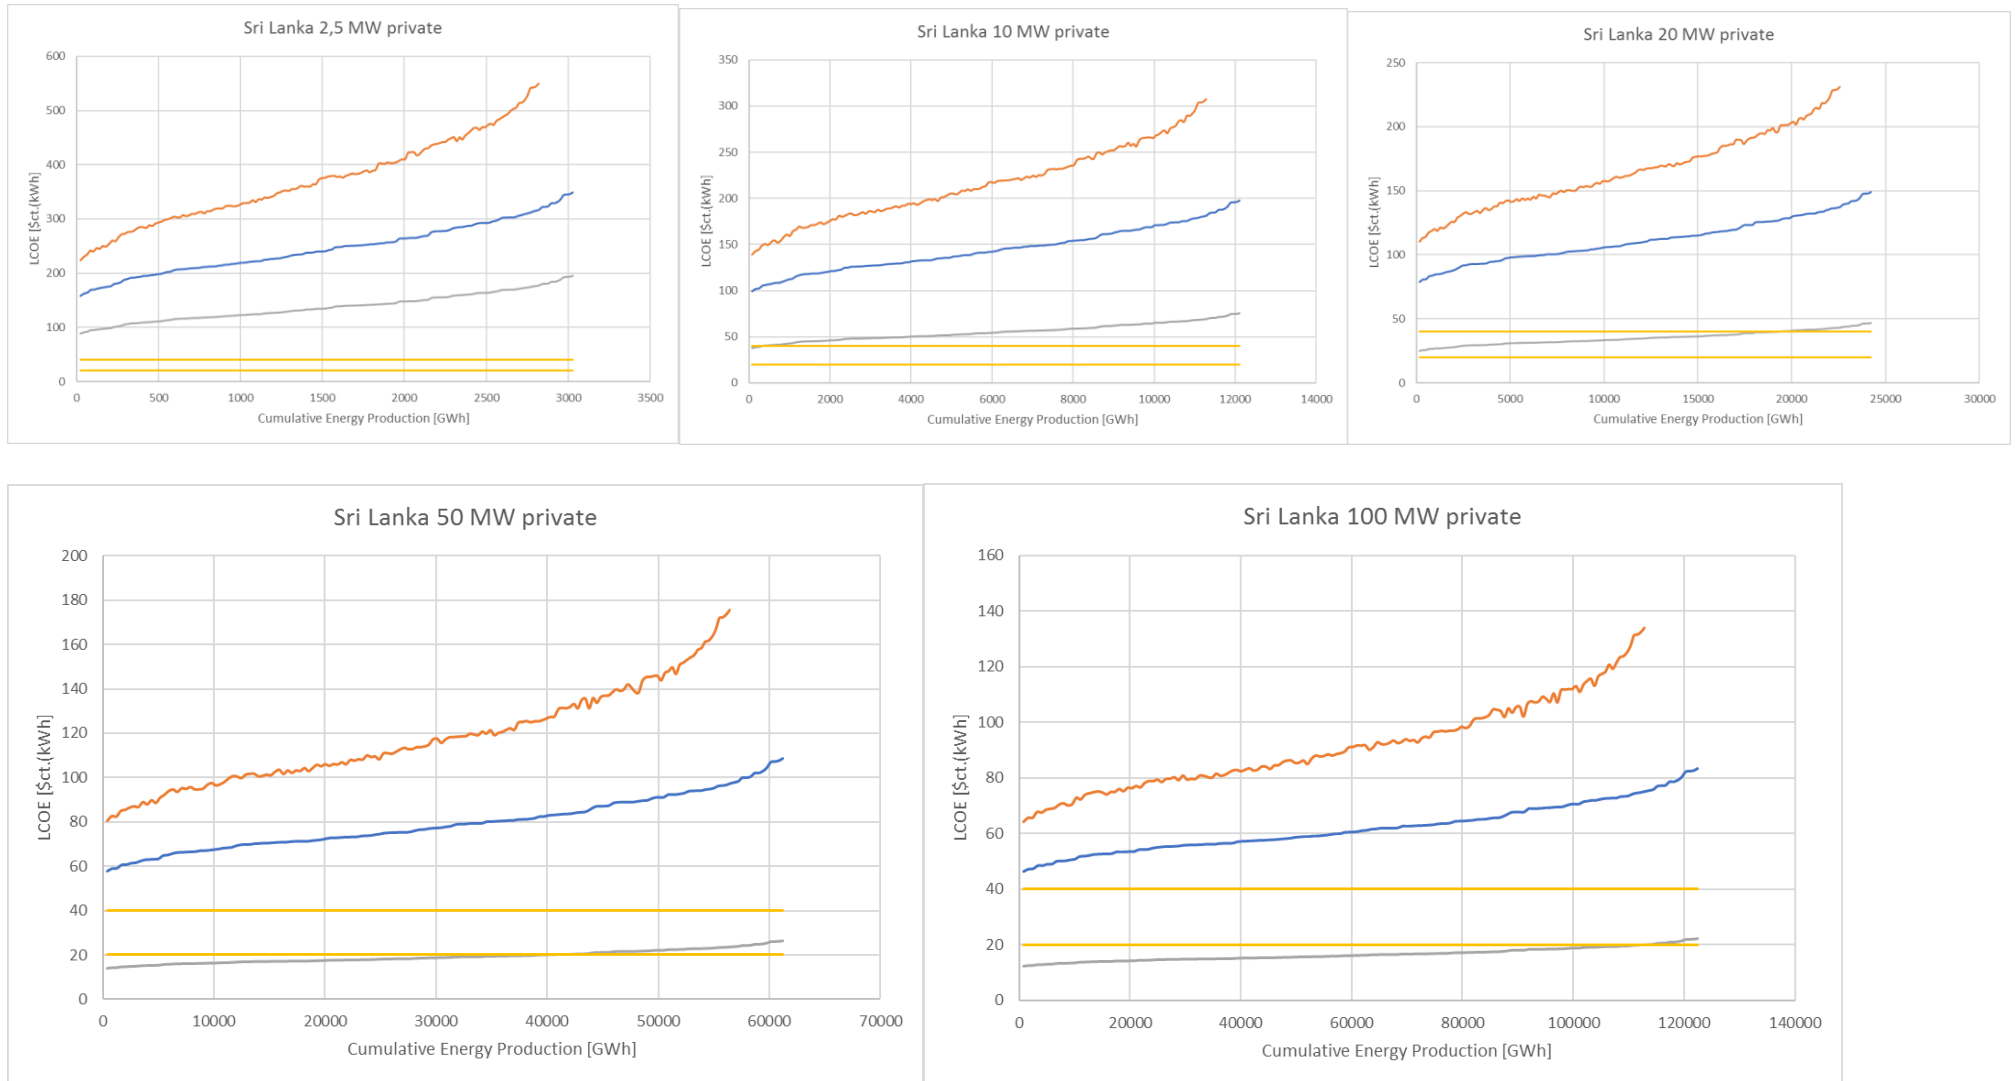 Sri Lanka 2,5 MW private
600
500
400
300
200
100
0
LCOE [$ct.(kWh]
0 500 1000 1500 2000 2500 3000 3500
Cumulative Energy Production [GWh]
Sri Lanka 10 MW private
350
300
250
200
150
100
50
0
LCOE [$ct.(kWh]
0 2000 4000 6000 8000 10000 12000 14000
Cumulative Energy Production [GWh]
Sri Lanka 20 MW private
250
200
150
100
50
0
LCOE [$ct.(kWh]
0 5000 10000 15000 20000 25000 30000
Cumulative Energy Production [GWh]
Sri Lanka 50 MW private
200
180
160
140
120
100
80
60
40
20
0
LCOE [$ct.(kWh]
0 10000 20000 30000 40000 50000 60000 70000
Cumulative Energy Production [GWh]
Sri Lanka 100 MW private
160
140
120
100
80
60
40
20
0
LCOE [$ct.(kWh]
0 20000 40000 60000 80000 100000 120000 140000
Cumulative Energy Production [GWh]